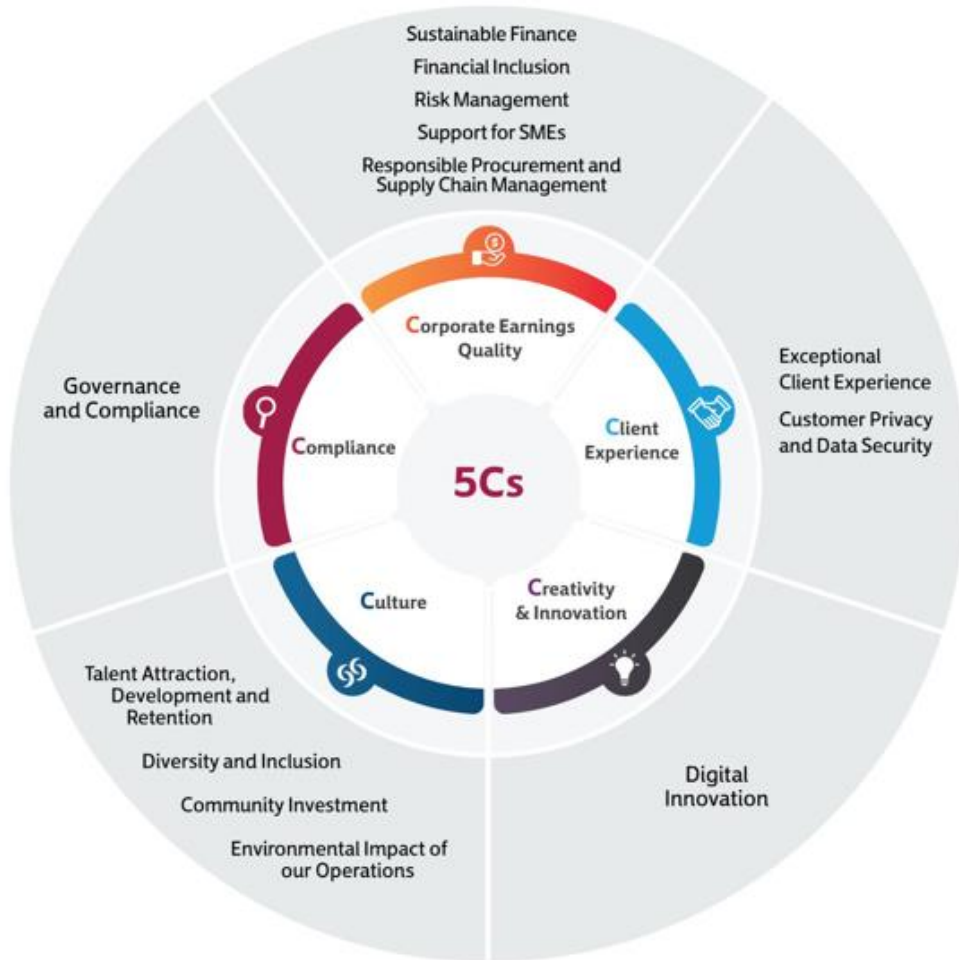 Sustainable Finance
Financial Inclusion
Risk Management
Support for SMEs
Responsible Procurement and
Supply Chain Management
Corporate Earnings
Quality
Exceptional
Client Experience
Customer Privacy
and Data Security
Client
Experience
Governance
and Compliance
Compliance
5Cs
Culture
Creativity
& Innovation
Talent Attraction,
Development and
Retention
Diversity and Inclusion
Community Investment
Environmental Impact of
our Operations
Digital
Innovation